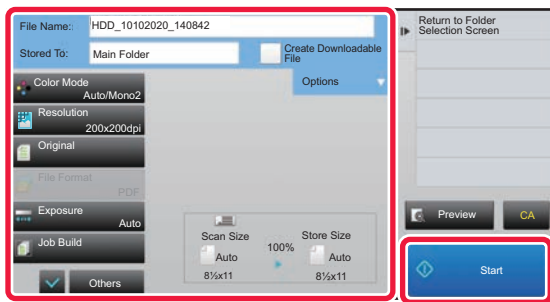 File Name:
HDD_10102020_140842
Stored To:
Main Folder
Create Downloadable
File
Options
Color Mode
Auto/Mono2
Resolution
200x200dpi
Original
File Format
PDF
Exposure
Auto
Job Build
Others
Scan Size
Auto
8½x11
100%
Store Size
Auto
8½x11
Return to Folder
Selection Screen
Preview
CA
Start